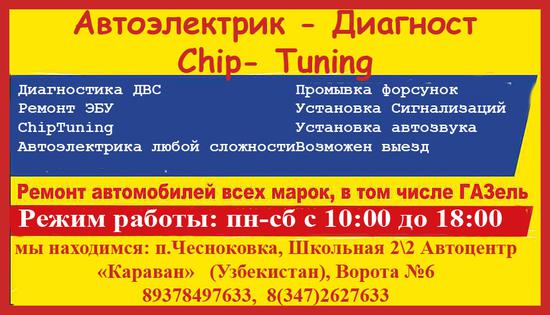 Автоэлектрик - Диагност
Chip- Tuning
Диагностика ДВС
Ремонт ЭБУ
ChipTuning
Автоэлектрика любой сложности
Промывка форсунок
Установка Сигнализаций
Установка автозвука
Возможен выезд
Ремонт автомобилей всех марок, в том числе ГАЗель
Режим работы: пн-сб с 10:00 до 18:00
мы находимся: п.Чесноковка, Школьная 2\2 Автоцентр
«Караван» (Узбекистан), Ворота №6
89378497633, 8(347)2627633